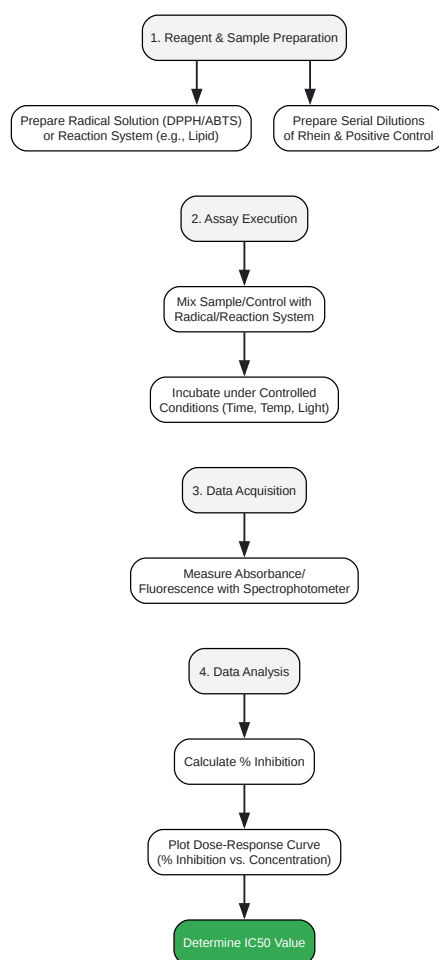 1. Reagent & Sample Preparation
Prepare Radical Solution (DPPH/ABTS)
or Reaction System (e.g., Lipid)
Prepare Serial Dilutions
of Rhein & Positive Control
2. Assay Execution
Mix Sample/Control with
Radical/Reaction System
Incubate under Controlled
Conditions (Time, Temp, Light)
3. Data Acquisition
Measure Absorbance/
Fluorescence with Spectrophotometer
4. Data Analysis
Calculate % Inhibition
Plot Dose-Response Curve
(% Inhibition vs. Concentration)
Determine IC50 Value